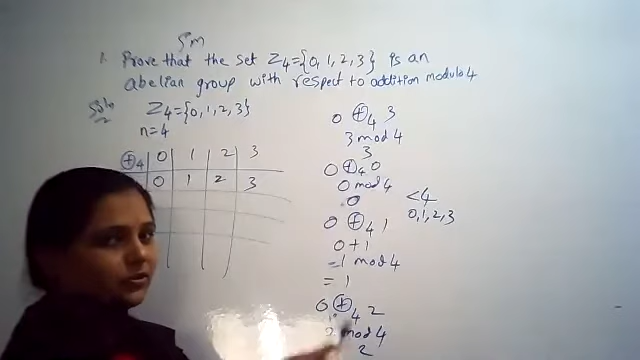 5m
1. Prove that the set Z₄={0,1,2,3} is an
abelian group with respect to addition modulo 4
Soln
Z₄={0,1,2,3}
n=4
⊕₄ 0 1 2 3
0 1 2 3
0 ⊕₄ 3
3 mod 4
3
0 ⊕₄ 0
0 mod 4
0
<4
0,1,2,3
0 ⊕₄ 1
0+1
=1 mod 4
= 1
0 ⊕₄ 2
2 mod 4
2